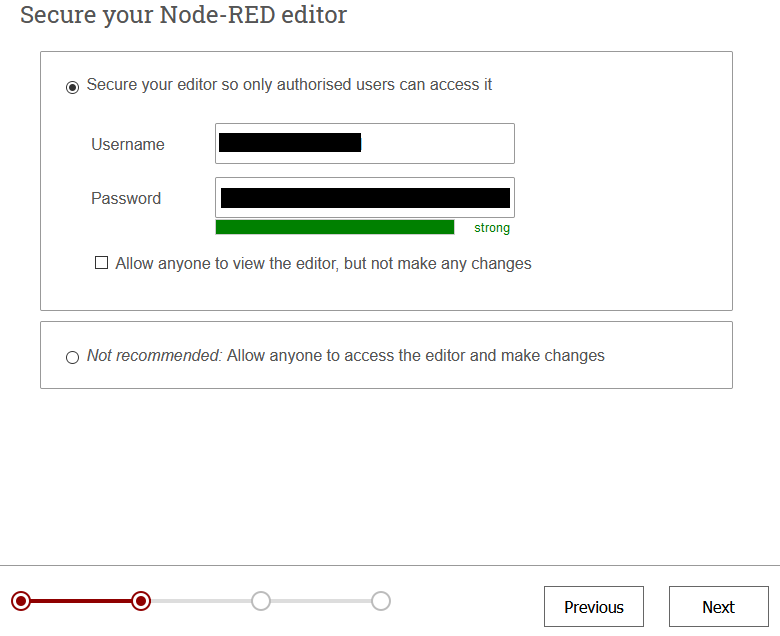 Secure your Node-RED editor
Secure your editor so only authorised users can access it
Username
Password
strong
Allow anyone to view the editor, but not make any changes
Not recommended: Allow anyone to access the editor and make changes
Previous
Next